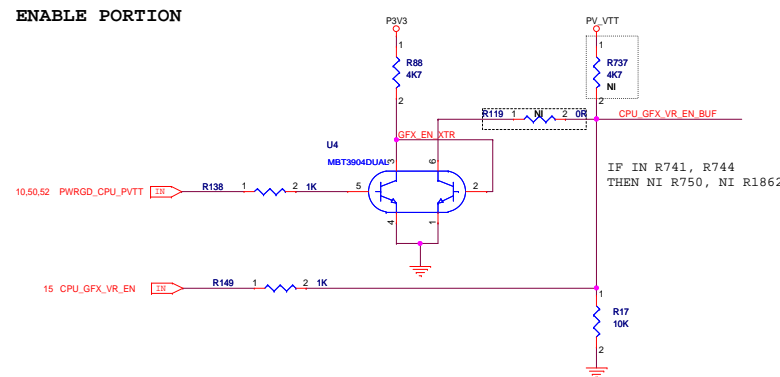 ENABLE PORTION
P3V3
PV_VTT
1
R88
4K7
2
1
R737
4K7
NI
2
R119 1 NI 2 0R
CPU_GFX_VR_EN_BUF
GFX_EN_XTR
U4
MBT3904DUAL
3
6
IF IN R741, R744
THEN NI R750, NI R1862
10,50,52 PWRGD_CPU_PVTT IN R138 1 2 1K 5
2
4
1
15 CPU_GFX_VR_EN IN R149 1 2 1K
1
R17
10K
2